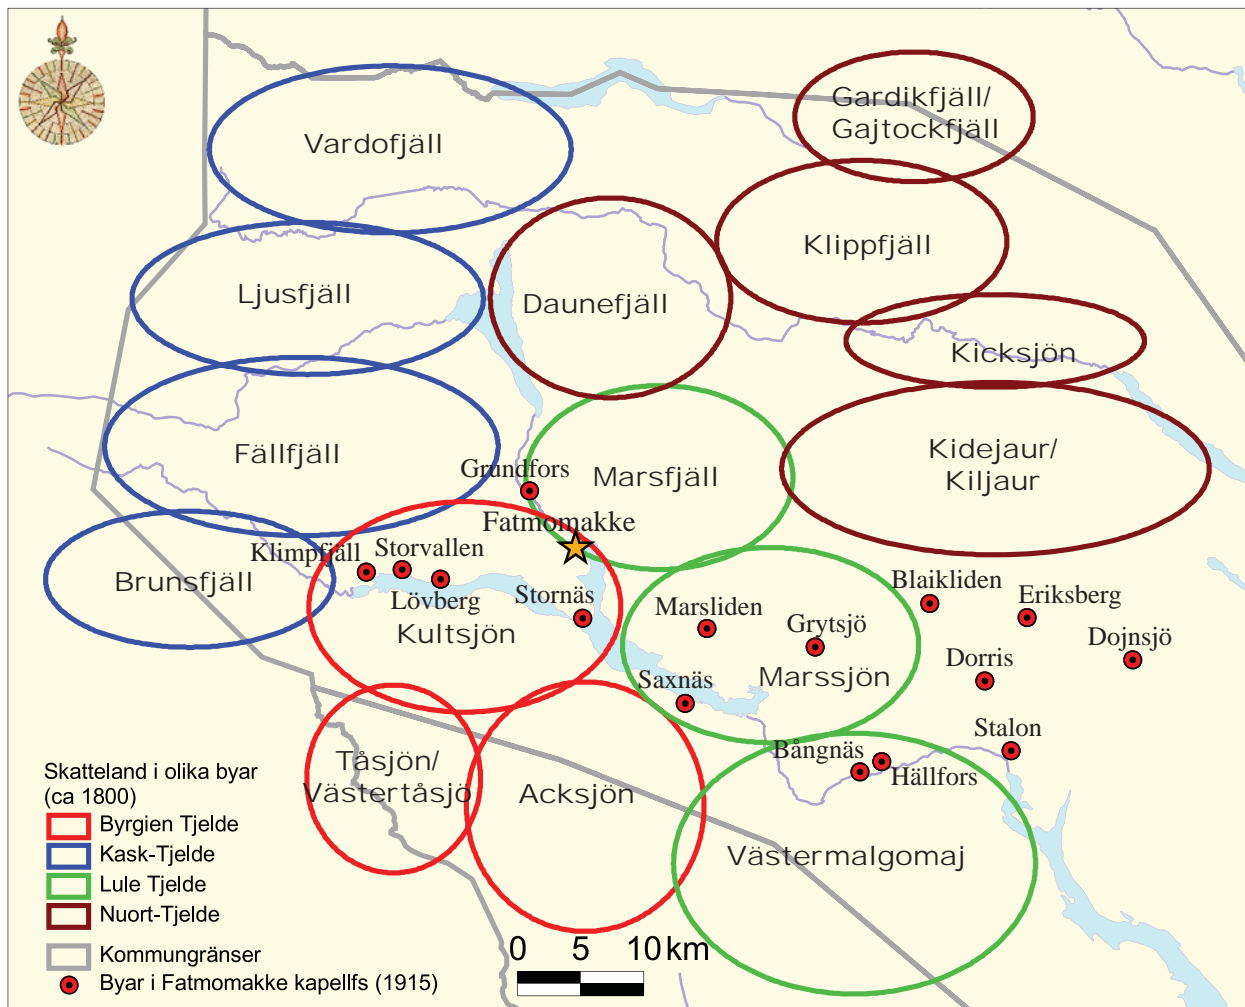 Gardikfjäll/
Gajtockfjäll
Vardofjäll
Klippfjäll
Ljusfjäll
Daunefjäll
Kicksjön
Fällfjäll
Kidejaur/
Kiljaur
Grundfors
Marsfjäll
Fatmomakke
Klimpfjäll
Storvallen
Brunsfjäll
Lövberg
Stornäs
Kultsjön
Marsliden
Grytsjö
Marssjön
Blaikliden
Eriksberg
Dojnsjö
Dorris
Saxnäs
Stalon
Bångnäs
Hällfors
Tåsjön/
Västertåsjö
Acksjön
Västermalgomaj
Skatteland i olika byar
(ca 1800)
Byrgien Tjelde
Kask-Tjelde
Lule Tjelde
Nuort-Tjelde
Kommungränser
Byar i Fatmomakke kapellfs (1915)
0 5 10 km